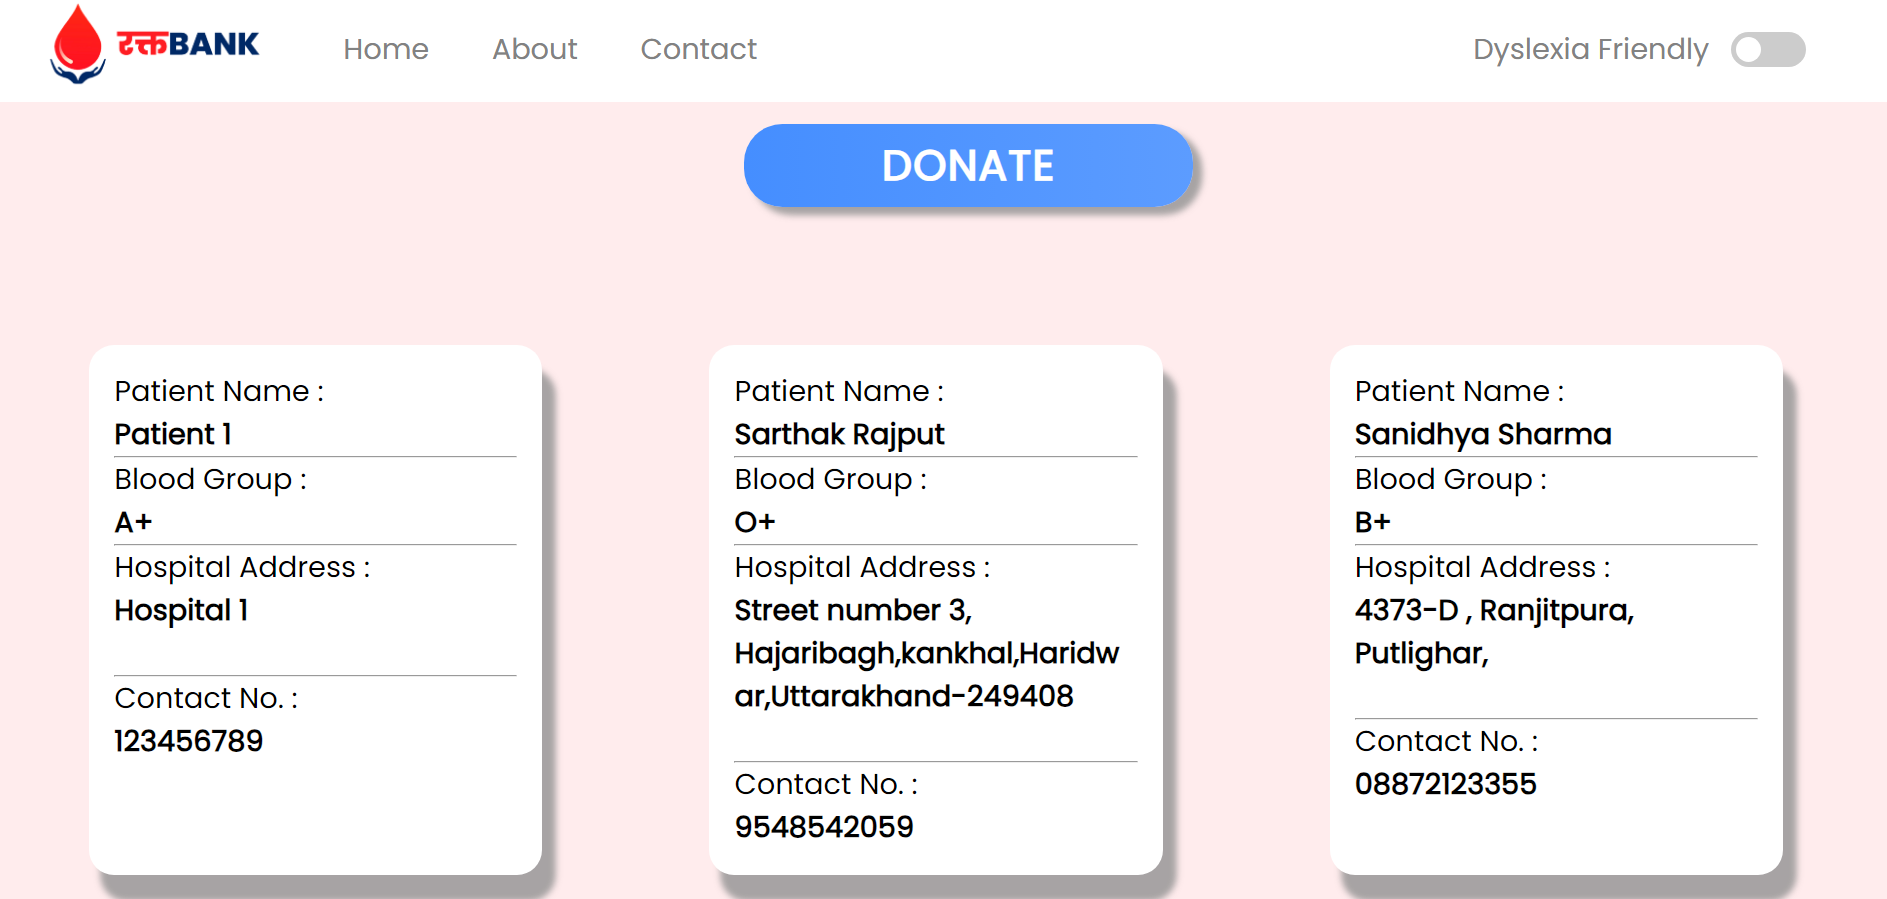 रक्तBANK
Home
About
Contact
Dyslexia Friendly
DONATE
Patient Name :
Patient 1
Blood Group :
A+
Hospital Address :
Hospital 1
Contact No. :
123456789
Patient Name :
Sarthak Rajput
Blood Group :
O+
Hospital Address :
Street number 3,
Hajaribagh,kankhal,Haridw
ar,Uttarakhand-249408
Contact No. :
9548542059
Patient Name :
Sanidhya Sharma
Blood Group :
B+
Hospital Address :
4373-D , Ranjitpura,
Putlighar,
Contact No. :
08872123355